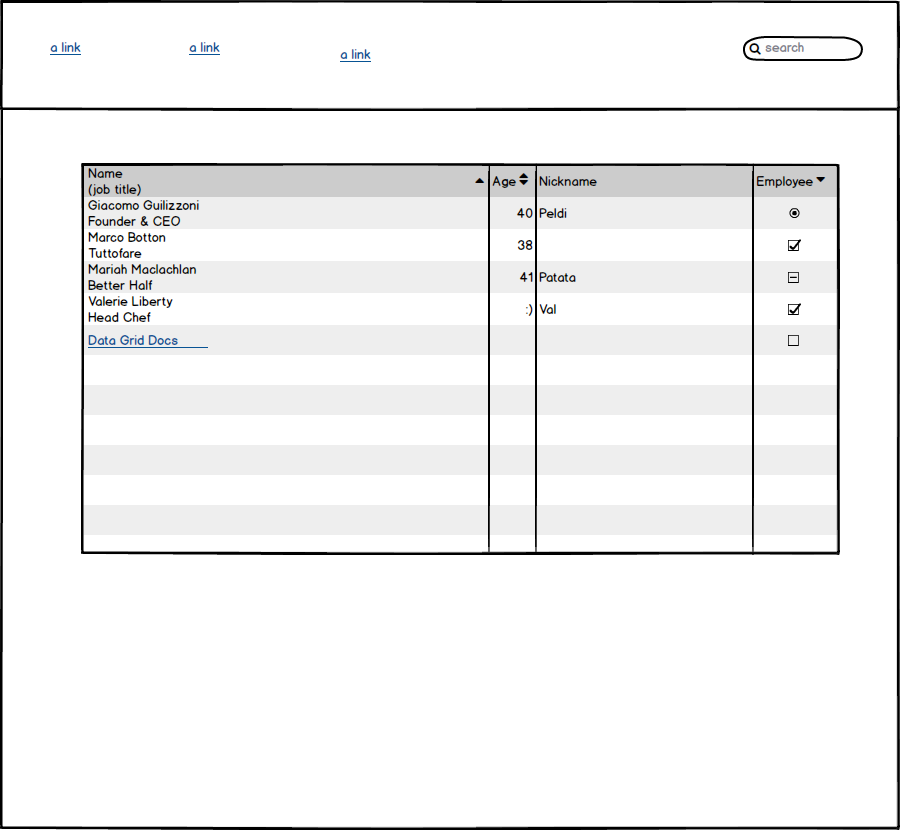 a link
a link
a link
search
Name
(job title)
Age
Nickname
Employee
Giacomo Guilizzoni
Founder & CEO
40
Peldi
Marco Botton
Tuttofare
38
Mariah Maclachlan
Better Half
41
Patata
Valerie Liberty
Head Chef
:)
Val
Data Grid Docs